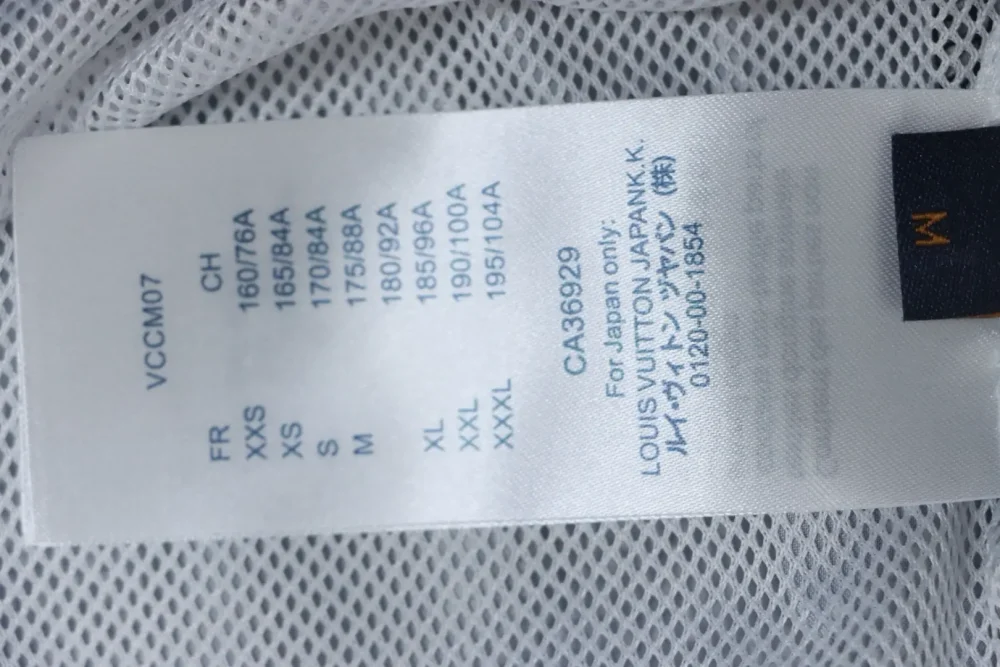 VCCM07
FR CH
XXS 160/76A
XS 165/84A
S 170/84A
M 175/88A
180/92A
XL 185/96A
XXL 190/100A
XXXL 195/104A
CA36929
For Japan only:
LOUIS VUITTON JAPAN K.K.
ルイ・ヴィトン ジャパン (株)
0120-00-1854
M